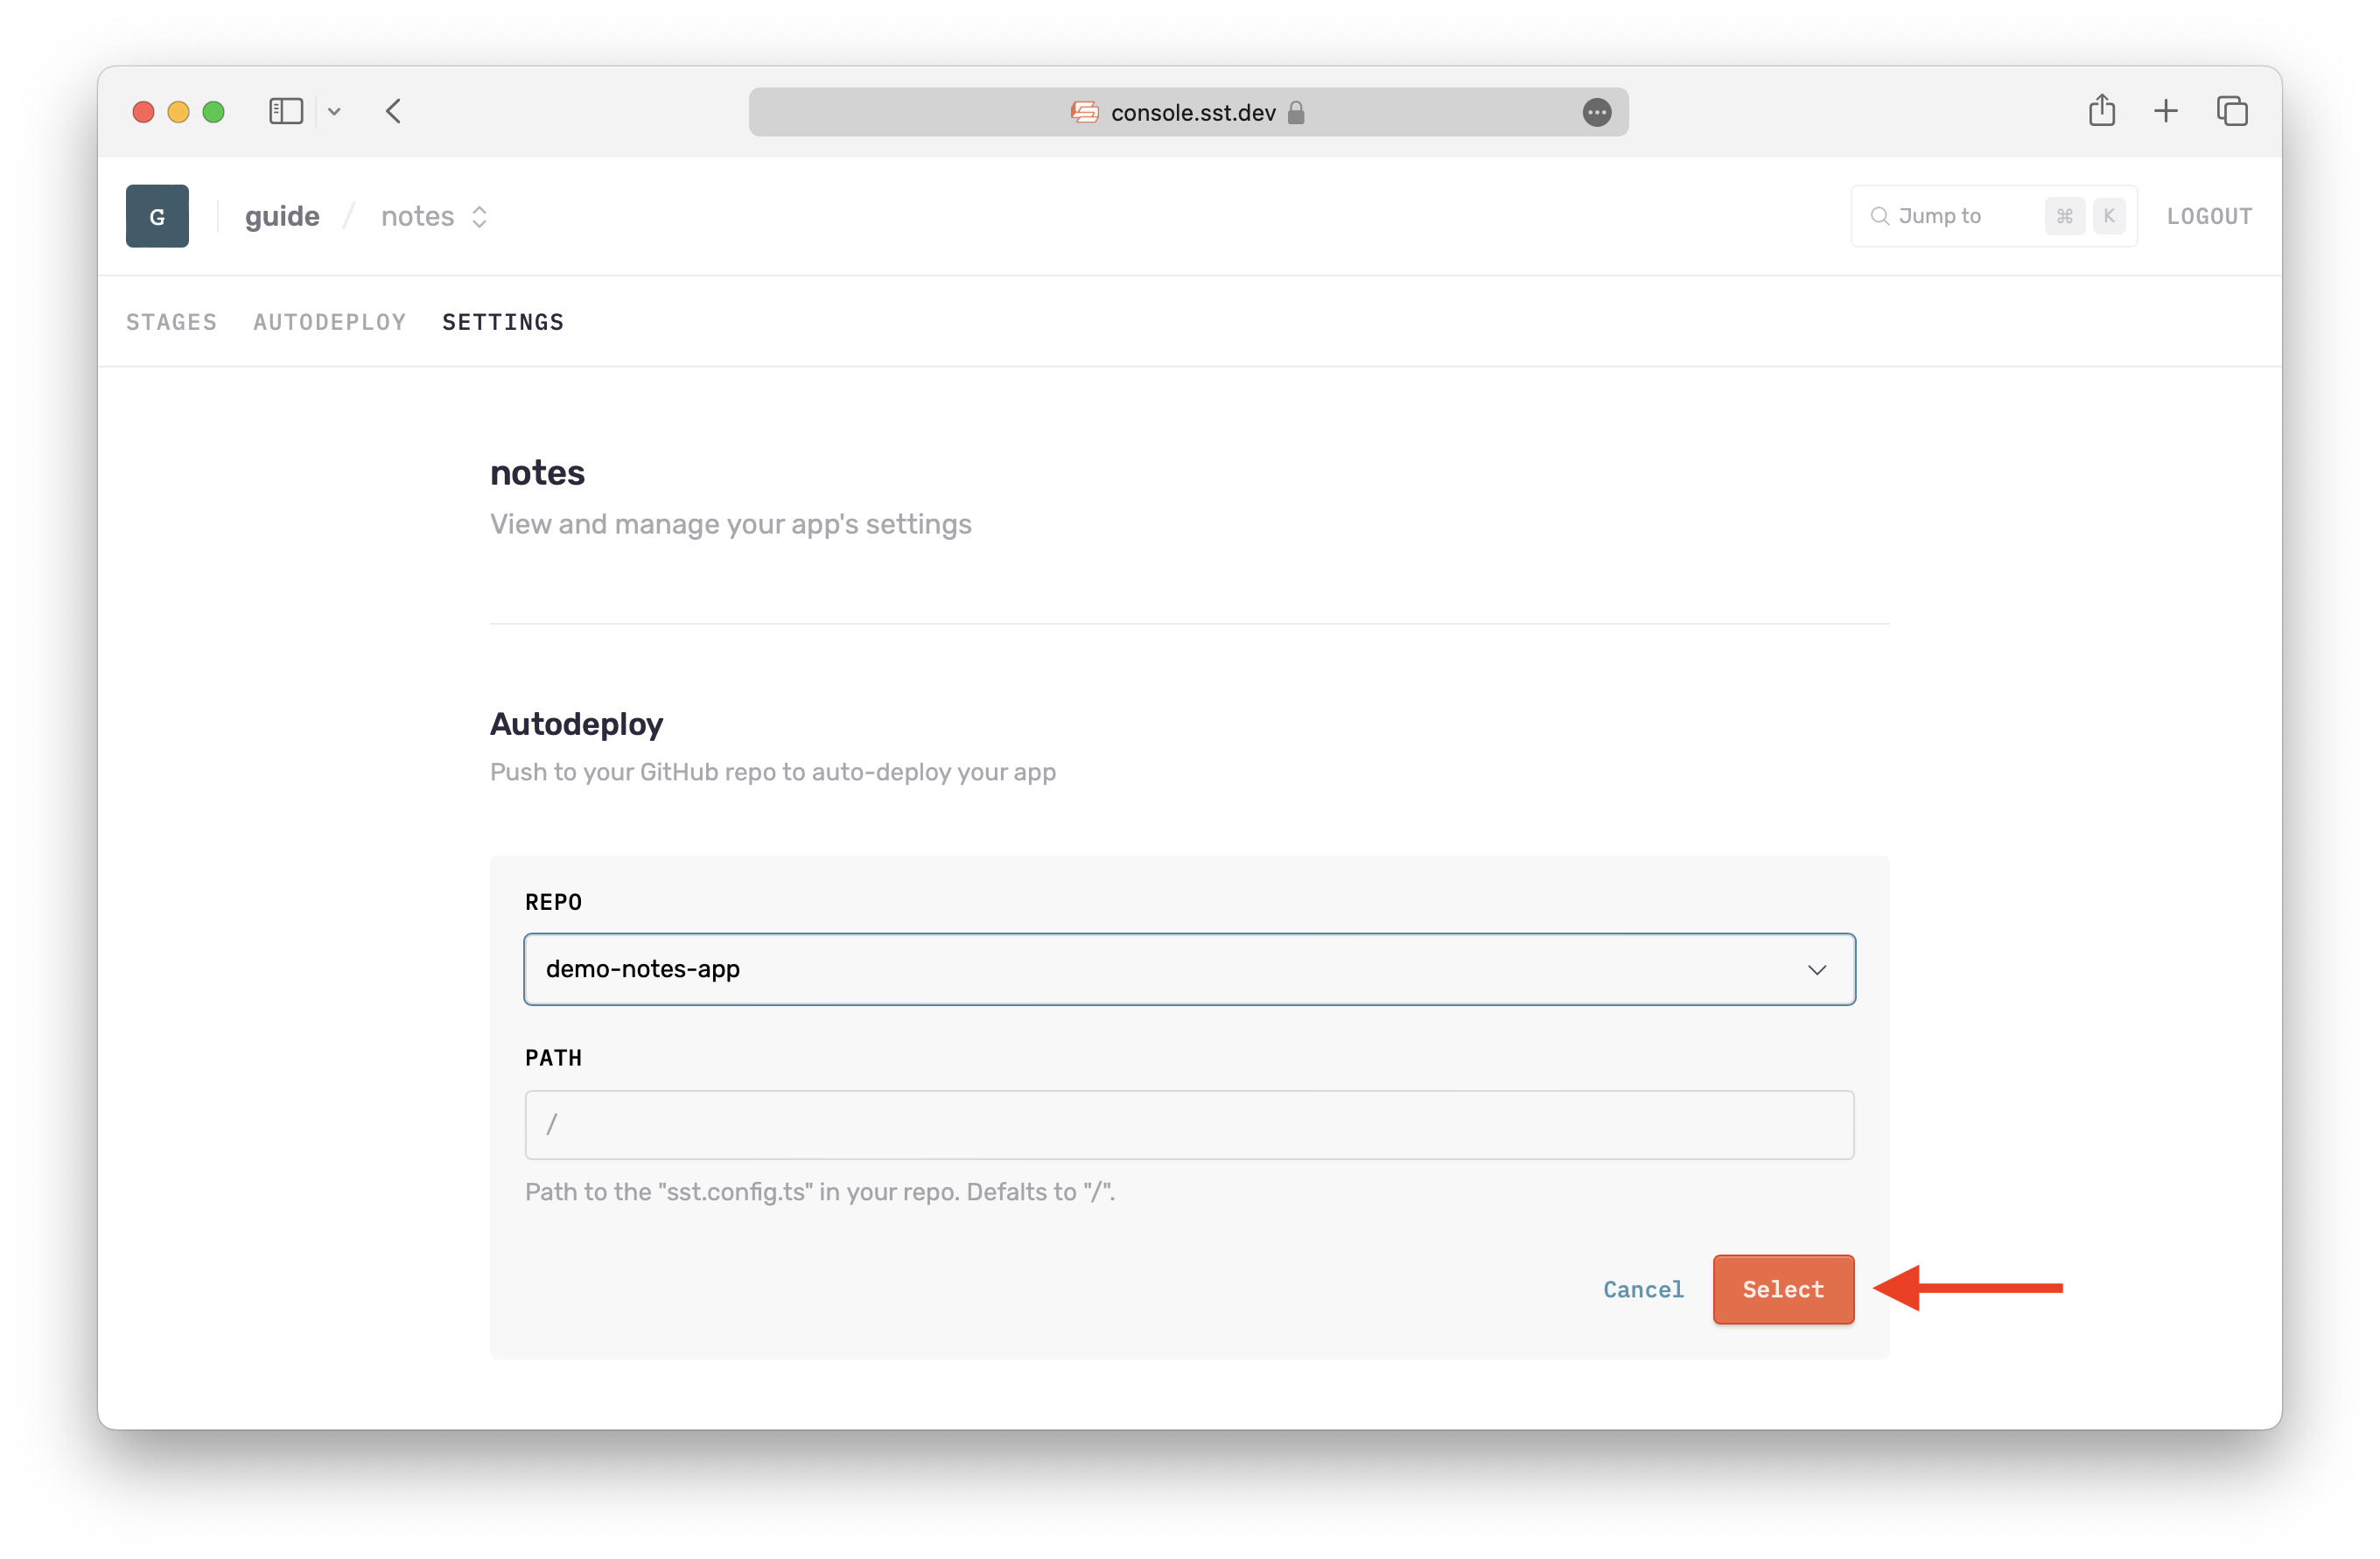 console.sst.dev
G guide / notes Jump to ⌘ K LOGOUT
STAGES AUTODEPLOY SETTINGS
notes
View and manage your app's settings
Autodeploy
Push to your GitHub repo to auto-deploy your app
REPO
demo-notes-app
PATH
/
Path to the "sst.config.ts" in your repo. Defalts to "/".
Cancel Select